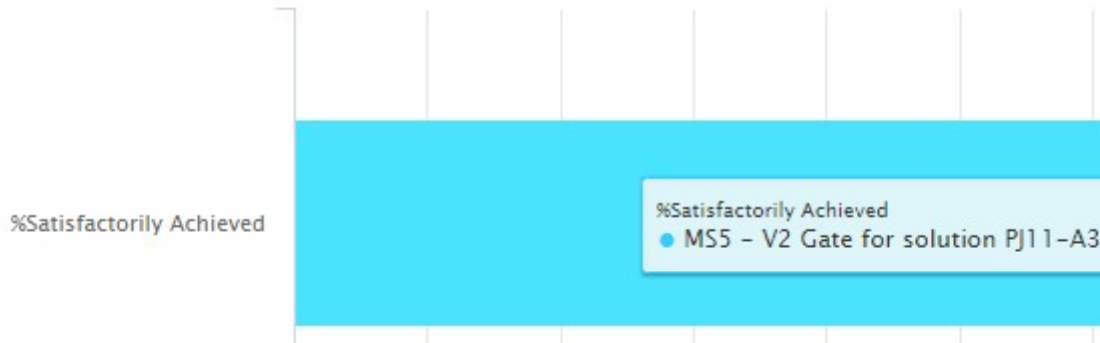 %Satisfactorily Achieved
%Satisfactorily Achieved
MS5 - V2 Gate for solution PJ11-A3